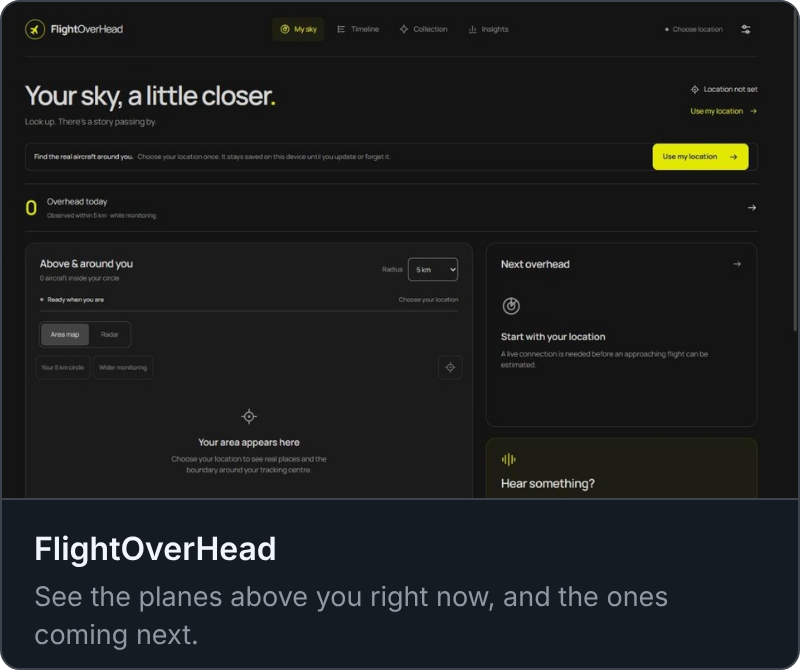 FlightOverHead
My sky
Timeline
Collection
Insights
Choose location
Your sky, a little closer.
Look up. There's a story passing by.
Location not set
Use my location →
Find the real aircraft around you. Choose your location once. It stays saved on this device until you update or forget it.
Use my location →
0
Overhead today
Observed within 5 km · while monitoring
→
Above & around you
0 aircraft inside your circle
Radius
5 km
Ready when you are
Choose your location
Area map
Radar
Your 5 km circle
Wider monitoring
Your area appears here
Choose your location to see real places and the
boundary around your tracking centre.
Next overhead →
Start with your location
A live connection is needed before an approaching flight can be
estimated.
Hear something?
FlightOverHead
See the planes above you right now, and the ones
coming next.